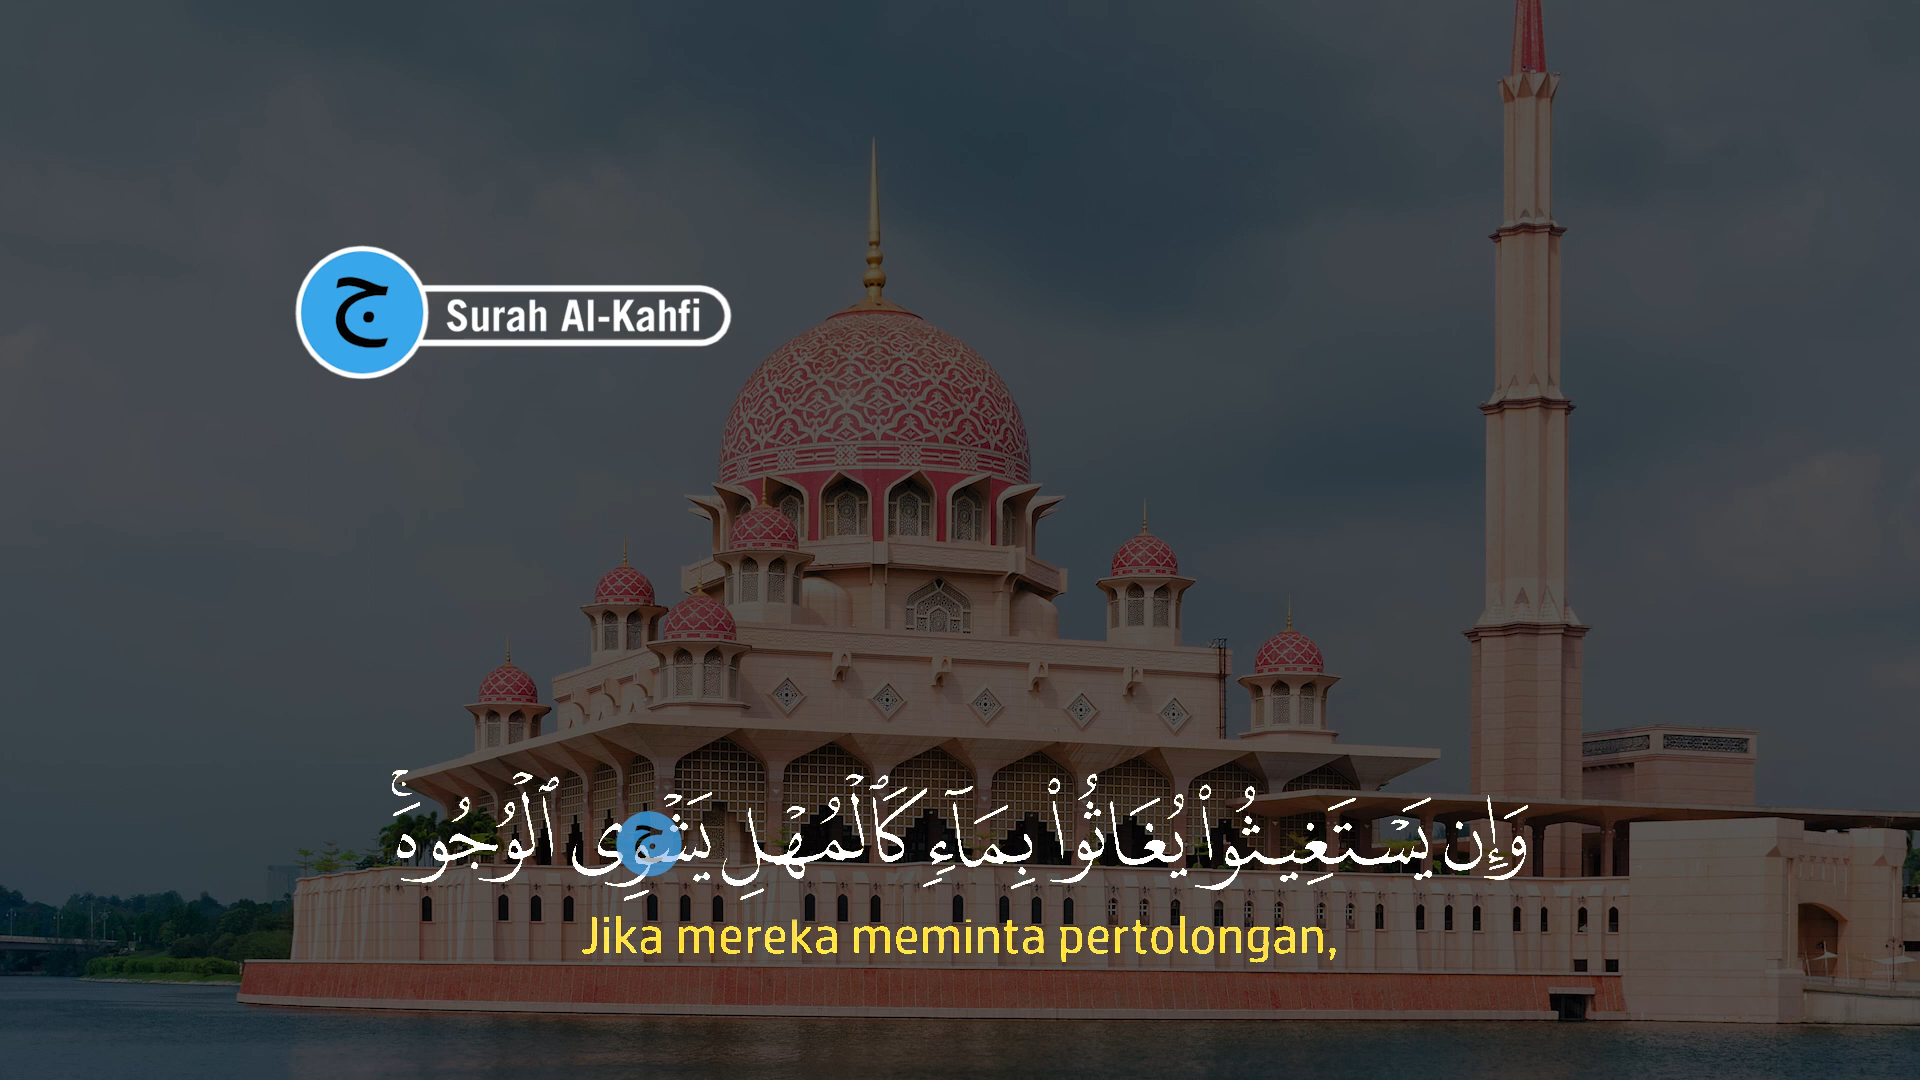 ج
Surah Al-Kahfi
وَإِن يَسْتَغِيثُوا۟ يُغَاثُوا۟ بِمَآءٍ كَٱلْمُهْلِ يَشْوِى ٱلْوُجُوهَ ۚ
ج
Jika mereka meminta pertolongan,